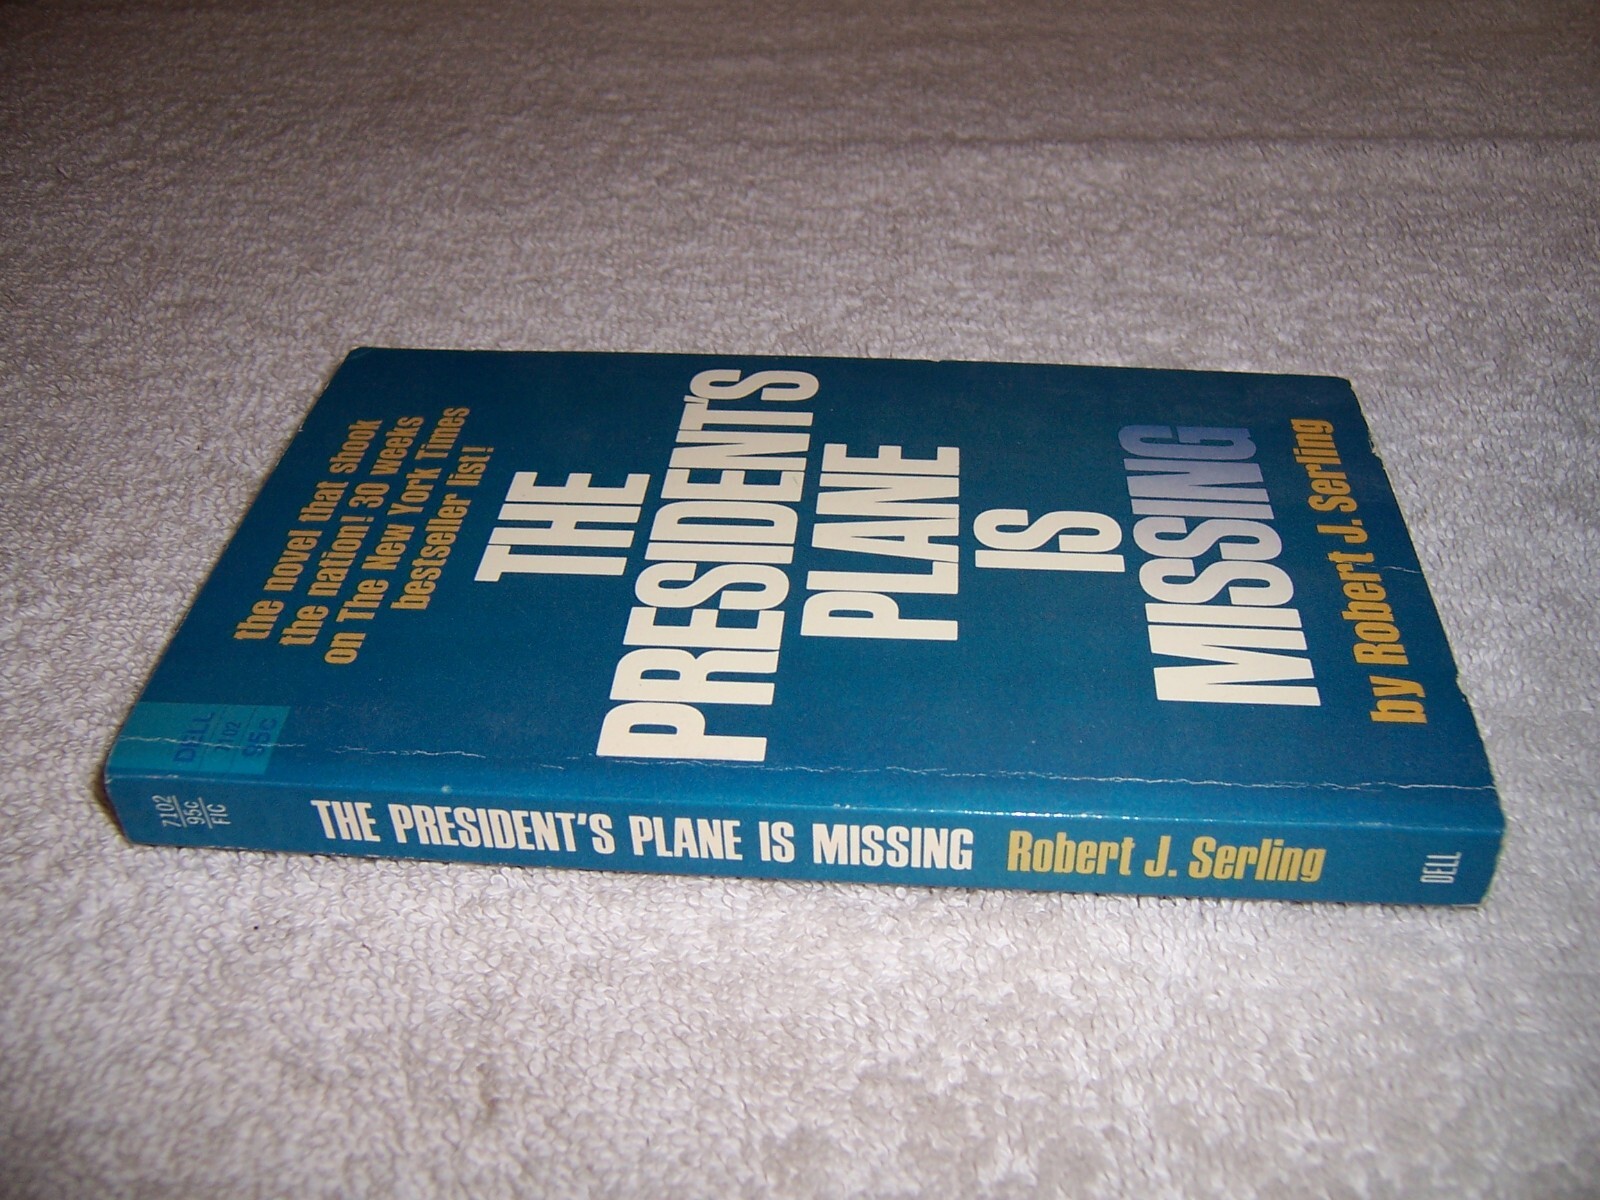 the novel that shook
the nation! 30 weeks
on The New York Times
bestseller list!
DELL
7102
95c
THE
PRESIDENT'S
PLANE
IS
MISSING
by Robert J. Serling
7102
95c
FIC
THE PRESIDENT'S PLANE IS MISSING Robert J. Serling
DELL